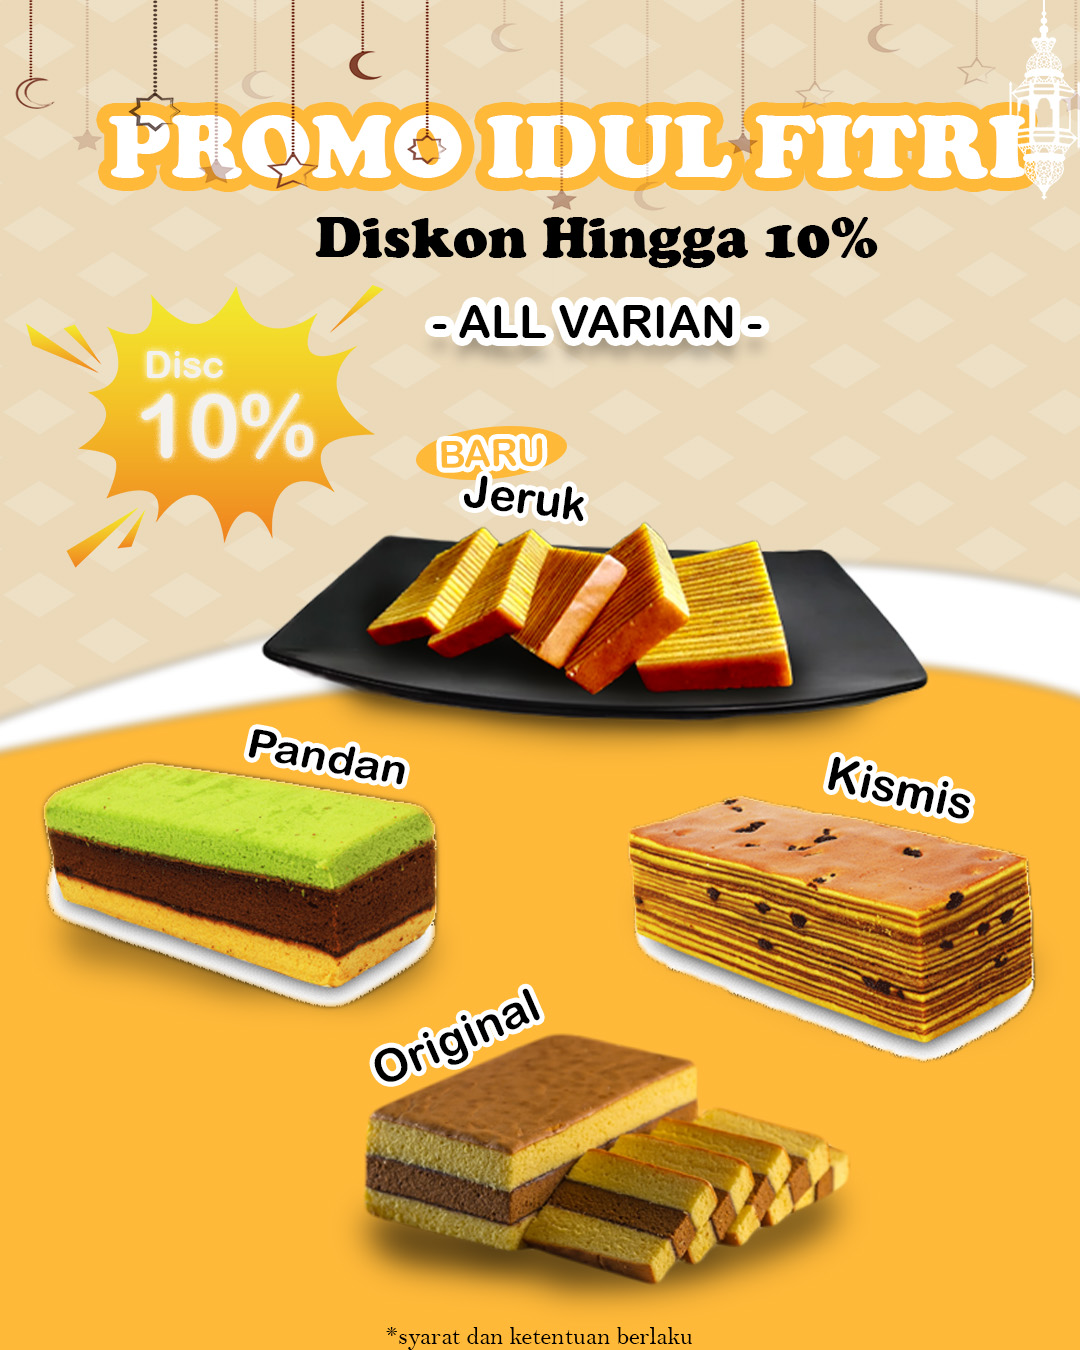 PROMO IDUL FITRI
Diskon Hingga 10%
- ALL VARIAN -
Disc
10%
BARU
Jeruk
Pandan
Kismis
Original
*syarat dan ketentuan berlaku